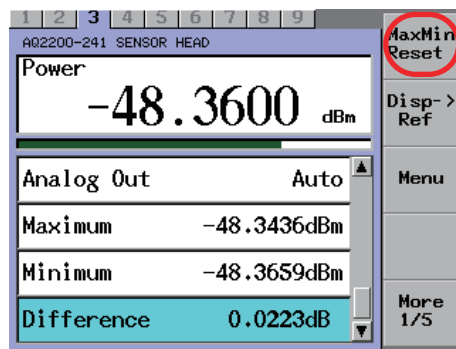 1 2 3 4 5 6 7 8 9
AQ2200-241 SENSOR HEAD
Power
-48.3600 dBm
Analog Out Auto
Maximum -48.3436dBm
Minimum -48.3659dBm
Difference 0.0223dB
MaxMin
Reset
Disp->
Ref
Menu
More
1/5